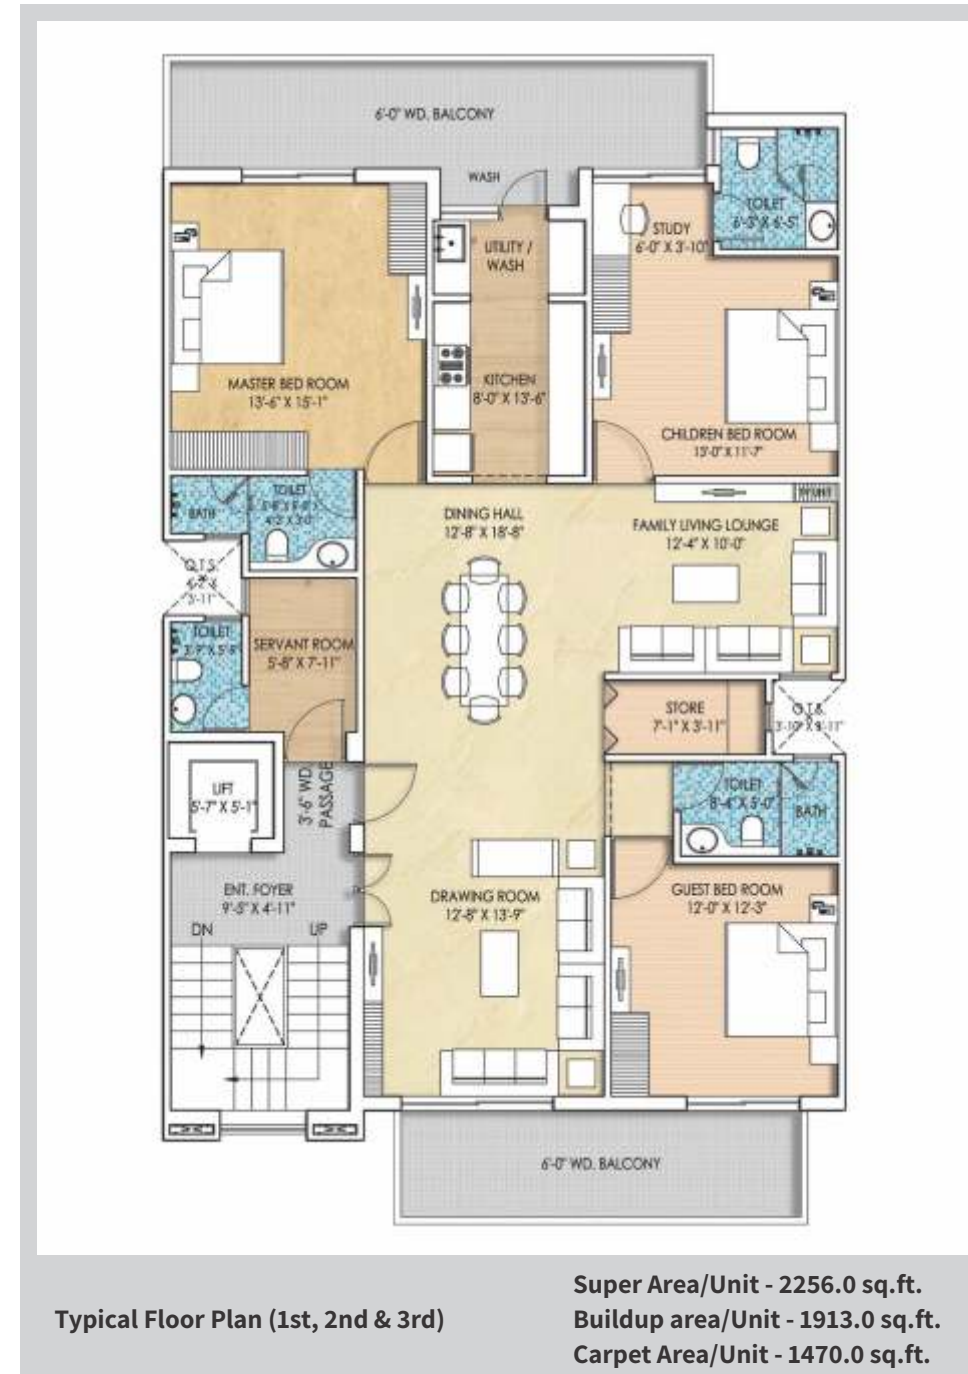 6'-0" WD. BALCONY
WASH
TOILET
6'-3" X 6'-5"
STUDY
6'-0" X 3'-10"
UTILITY /
WASH
MASTER BED ROOM
13'-6" X 15'-1"
KITCHEN
8'-0" X 13'-6"
CHILDREN BED ROOM
13'-0" X 11'-7"
TOILET
BATH
DINING HALL
12'-8" X 18'-8"
FAMILY LIVING LOUNGE
12'-4" X 10'-0"
O.T.S.
3'-11"
TOILET
SERVANT ROOM
5'-8" X 7'-11"
STORE
7'-1" X 3'-11"
O.T.S.
LIFT
5'-7" X 5'-1"
3'-6" WD.
PASSAGE
TOILET
8'-4" X 5'-0"
BATH
ENT. FOYER
9'-5" X 4'-11"
DN
UP
DRAWING ROOM
12'-8" X 13'-9"
GUEST BED ROOM
12'-0" X 12'-3"
6'-0" WD. BALCONY
Typical Floor Plan (1st, 2nd & 3rd)
Super Area/Unit - 2256.0 sq.ft.
Buildup area/Unit - 1913.0 sq.ft.
Carpet Area/Unit - 1470.0 sq.ft.